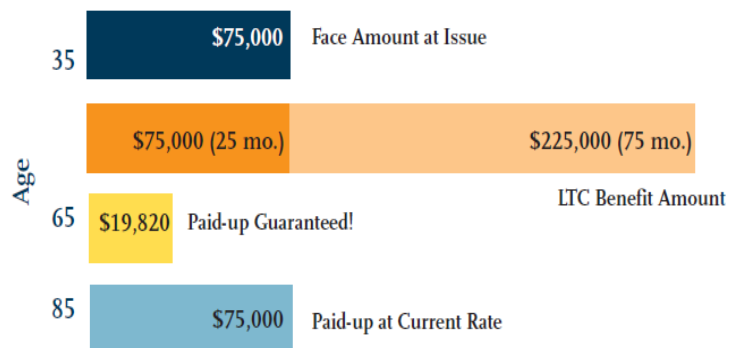 $75,000 Face Amount at Issue
35
$75,000 (25 mo.) $225,000 (75 mo.)
LTC Benefit Amount
Age
65 $19,820 Paid-up Guaranteed!
85
$75,000 Paid-up at Current Rate